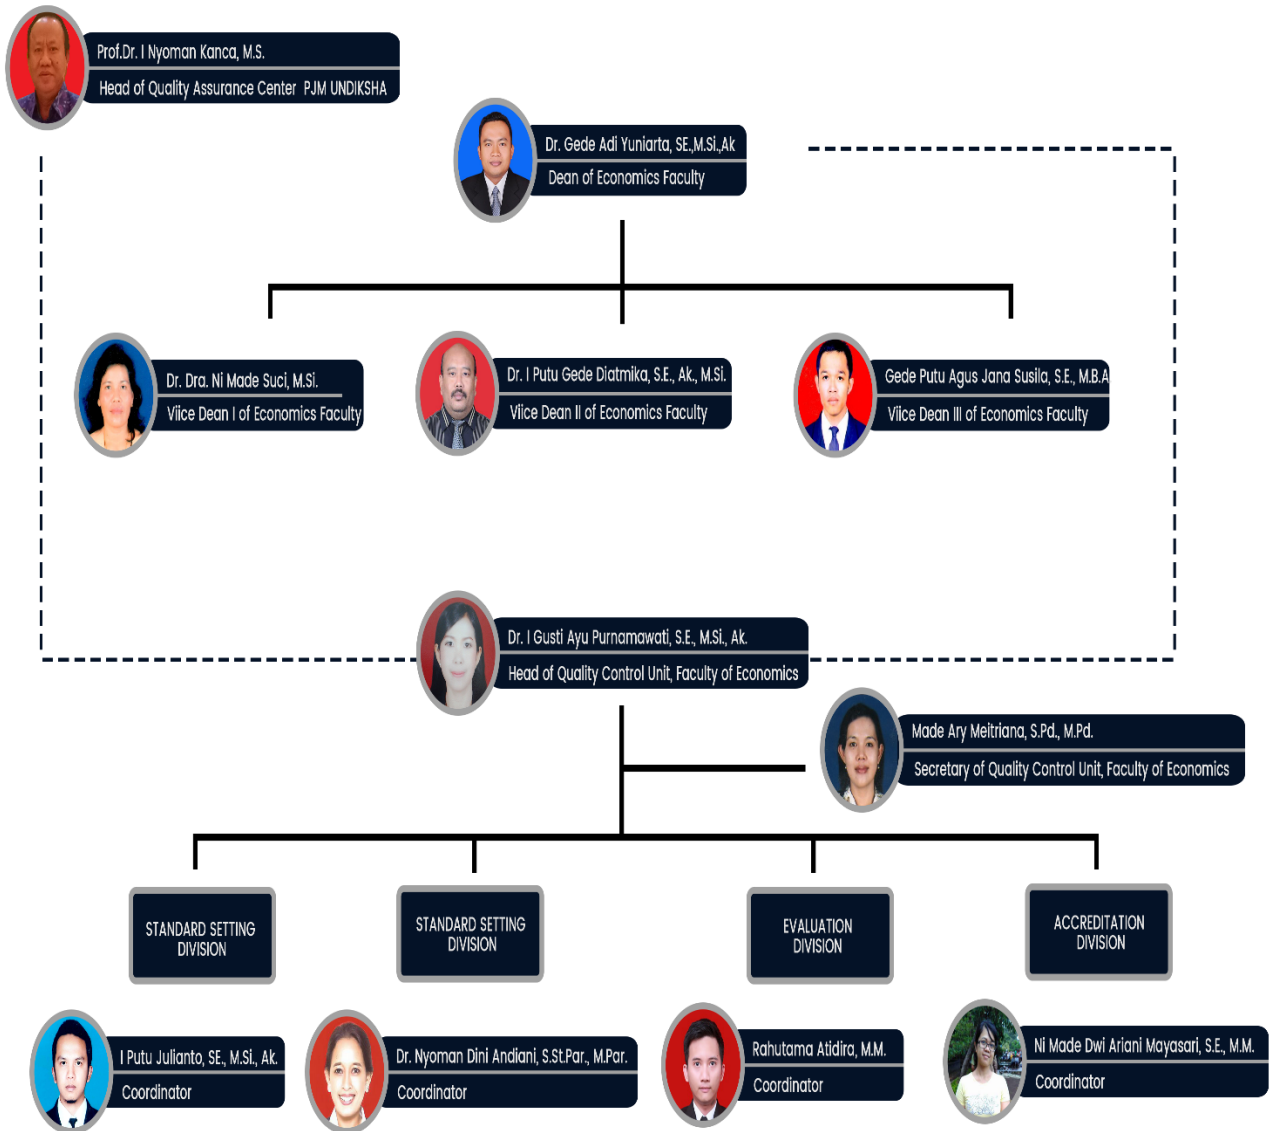 Prof.Dr. I Nyoman Kanca, M.S.
Head of Quality Assurance Center PJM UNDIKSHA
Dr. Gede Adi Yuniarta, SE.,M.Si.,Ak
Dean of Economics Faculty
Dr. Dra. Ni Made Suci, M.Si.
Viice Dean I of Economics Faculty
Dr. I Putu Gede Diatmika, S.E., Ak., M.Si.
Viice Dean II of Economics Faculty
Gede Putu Agus Jana Susila, S.E., M.B.A
Viice Dean III of Economics Faculty
Dr. I Gusti Ayu Purnamawati, S.E., M.Si., Ak.
Head of Quality Control Unit, Faculty of Economics
Made Ary Meitriana, S.Pd., M.Pd.
Secretary of Quality Control Unit, Faculty of Economics
STANDARD SETTING
DIVISION
STANDARD SETTING
DIVISION
EVALUATION
DIVISION
ACCREDITATION
DIVISION
I Putu Julianto, SE., M.Si., Ak.
Coordinator
Dr. Nyoman Dini Andiani, S.St.Par., M.Par.
Coordinator
Rahutama Atidira, M.M.
Coordinator
Ni Made Dwi Ariani Mayasari, S.E., M.M.
Coordinator